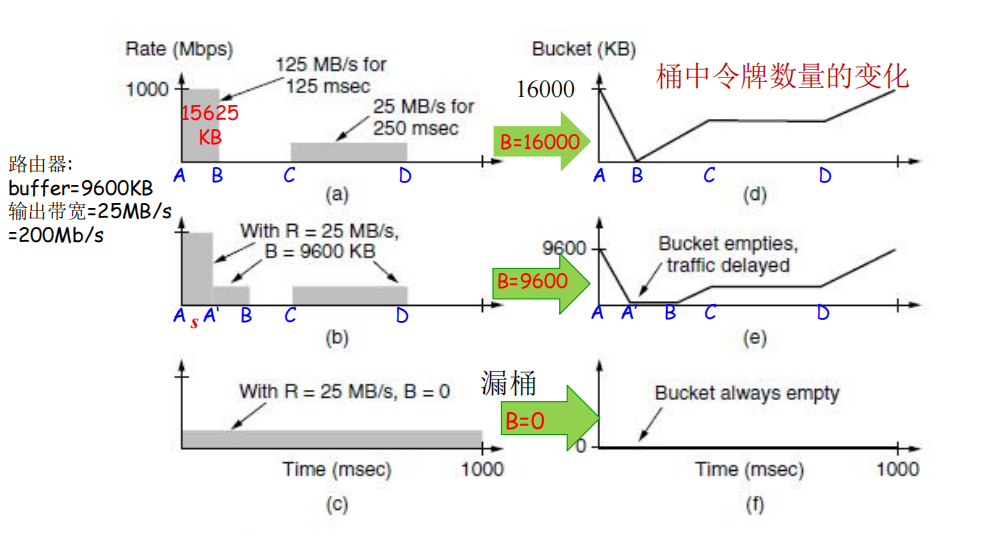 Rate (Mbps)
1000
125 MB/s for
125 msec
25 MB/s for
250 msec
15625
KB
A
B
C
D
(a)
B=16000
Bucket (KB)
16000
桶中令牌数量的变化
A
B
C
D
(d)
路由器:
buffer=9600KB
输出带宽=25MB/s
=200Mb/s
With R = 25 MB/s,
B = 9600 KB
A
s
A'
B
C
D
(b)
B=9600
9600
Bucket empties,
traffic delayed
A
A'
B
C
D
(e)
With R = 25 MB/s, B = 0
Time (msec)
1000
(c)
漏桶
B=0
0
Bucket always empty
Time (msec)
1000
(f)